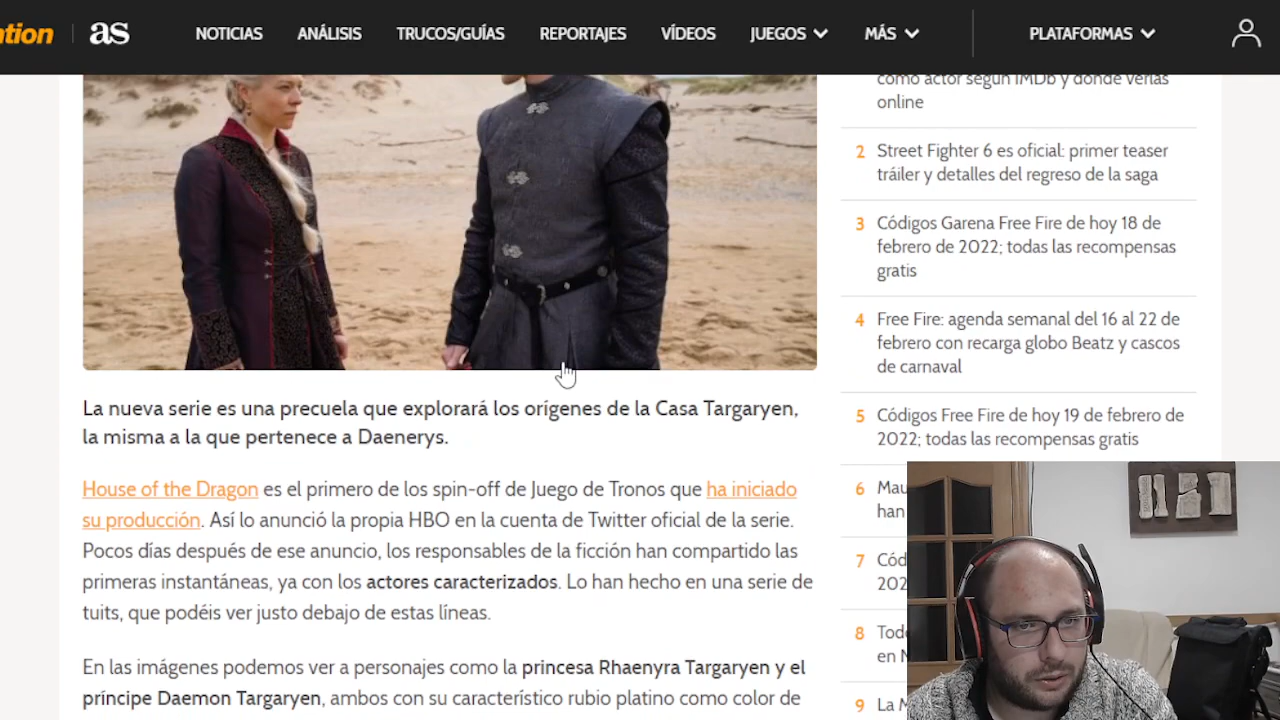 tion as NOTICIAS ANÁLISIS TRUCOS/GUÍAS REPORTAJES VÍDEOS JUEGOS MÁS PLATAFORMAS
como actor según IMDb y dónde verlas
online
2 Street Fighter 6 es oficial: primer teaser
tráiler y detalles del regreso de la saga
3 Códigos Garena Free Fire de hoy 18 de
febrero de 2022; todas las recompensas
gratis
4 Free Fire: agenda semanal del 16 al 22 de
febrero con recarga globo Beatz y cascos
de carnaval
5 Códigos Free Fire de hoy 19 de febrero de
2022; todas las recompensas gratis
6 Mau
han
7 Cód
202
8 Todo
en N
9 La M
La nueva serie es una precuela que explorará los orígenes de la Casa Targaryen,
la misma a la que pertenece a Daenerys.
House of the Dragon es el primero de los spin-off de Juego de Tronos que ha iniciado
su producción. Así lo anunció la propia HBO en la cuenta de Twitter oficial de la serie.
Pocos días después de ese anuncio, los responsables de la ficción han compartido las
primeras instantáneas, ya con los actores caracterizados. Lo han hecho en una serie de
tuits, que podéis ver justo debajo de estas líneas.
En las imágenes podemos ver a personajes como la princesa Rhaenyra Targaryen y el
príncipe Daemon Targaryen, ambos con su característico rubio platino como color de